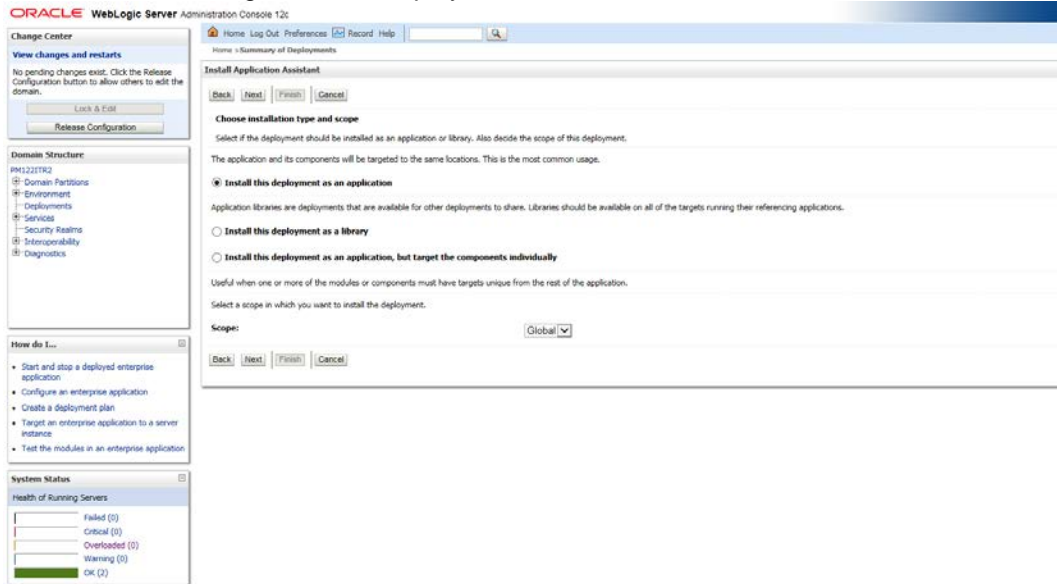 ORACLE WebLogic Server Administration Console 12c
Change Center
View changes and restarts
No pending changes exist. Click the Release
Configuration button to allow others to edit the
domain.
Lock & Edit
Release Configuration
Domain Structure
PM122ITR2
Domain Partitions
Environment
Deployments
Services
Security Realms
Interoperability
Diagnostics
How do I...
Start and stop a deployed enterprise
application
Configure an enterprise application
Create a deployment plan
Target an enterprise application to a server
instance
Test the modules in an enterprise application
System Status
Health of Running Servers
Failed (0)
Critical (0)
Overloaded (0)
Warning (0)
OK (2)
Home Log Out Preferences Record Help
Home >Summary of Deployments
Install Application Assistant
Back Next Finish Cancel
Choose installation type and scope
Select if the deployment should be installed as an application or library. Also decide the scope of this deployment.
The application and its components will be targeted to the same locations. This is the most common usage.
Install this deployment as an application
Application libraries are deployments that are available for other deployments to share. Libraries should be available on all of the targets running their referencing applications.
Install this deployment as a library
Install this deployment as an application, but target the components individually
Useful when one or more of the modules or components must have targets unique from the rest of the application.
Select a scope in which you want to install the deployment.
Scope: Global
Back Next Finish Cancel